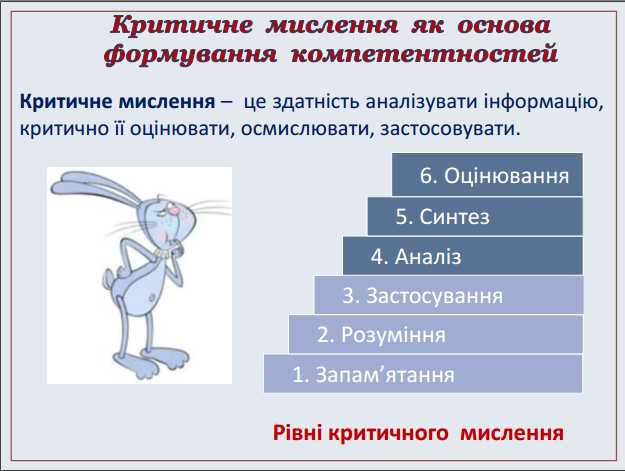 Критичне мислення як основа
формування компетентностей
Критичне мислення – це здатність аналізувати інформацію,
критично її оцінювати, осмислювати, застосовувати.
6. Оцінювання
5. Синтез
4. Аналіз
3. Застосування
2. Розуміння
1. Запам’ятання
Рівні критичного мислення